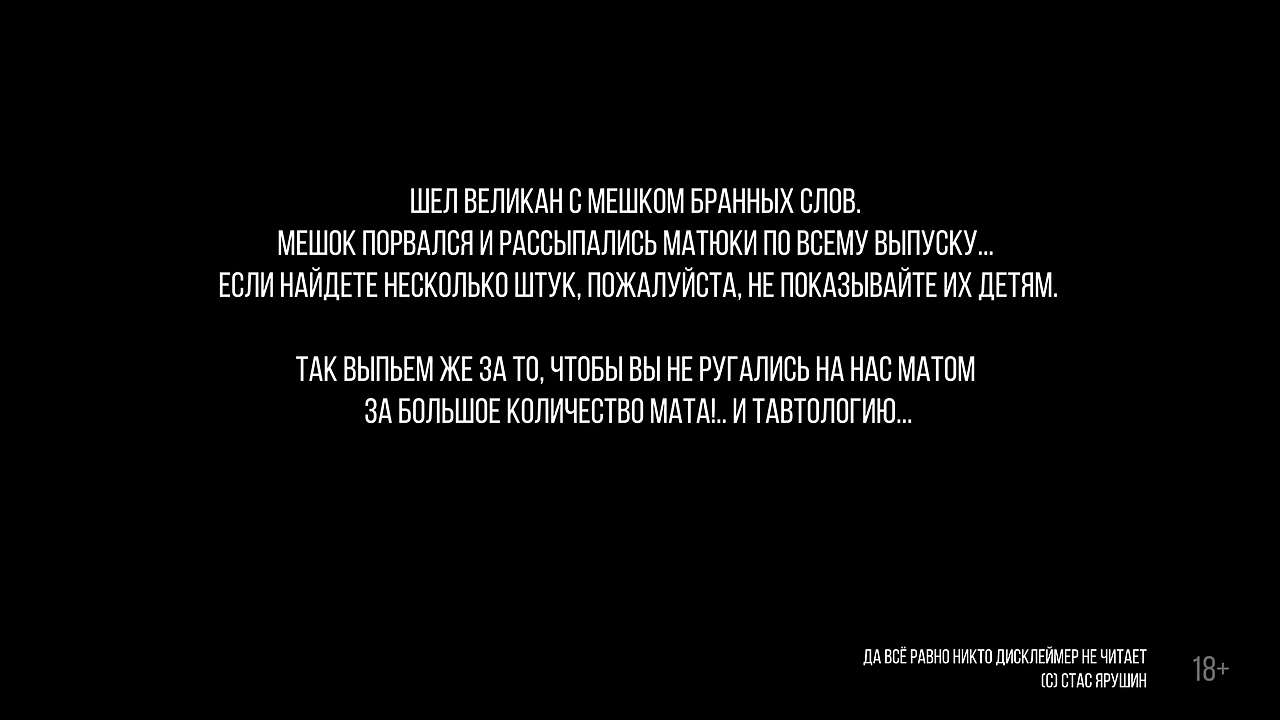 ШЕЛ ВЕЛИКАН С МЕШКОМ БРАННЫХ СЛОВ.
МЕШОК ПОРВАЛСЯ И РАССЫПАЛИСЬ МАТЮКИ ПО ВСЕМУ ВЫПУСКУ...
ЕСЛИ НАЙДЕТЕ НЕСКОЛЬКО ШТУК, ПОЖАЛУЙСТА, НЕ ПОКАЗЫВАЙТЕ ИХ ДЕТЯМ.
ТАК ВЫПЬЕМ ЖЕ ЗА ТО, ЧТОБЫ ВЫ НЕ РУГАЛИСЬ НА НАС МАТОМ
ЗА БОЛЬШОЕ КОЛИЧЕСТВО МАТА!.. И ТАВТОЛОГИЮ...
ДА ВСЁ РАВНО НИКТО ДИСКЛЕЙМЕР НЕ ЧИТАЕТ
(С) СТАС ЯРУШИН
18+